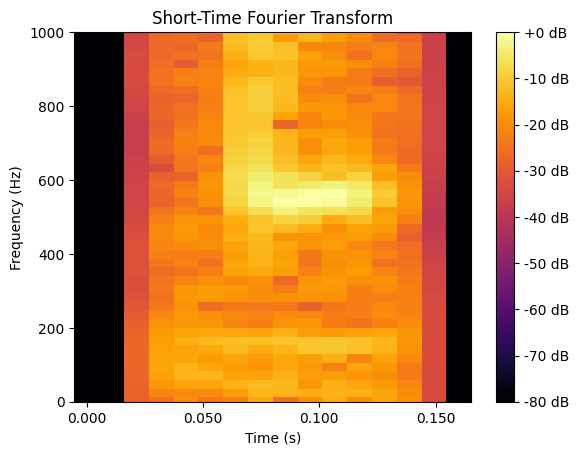 Short-Time Fourier Transform
1000
800
600
400
200
0
Frequency (Hz)
0.000
0.050
0.100
0.150
Time (s)
+0 dB
-10 dB
-20 dB
-30 dB
-40 dB
-50 dB
-60 dB
-70 dB
-80 dB